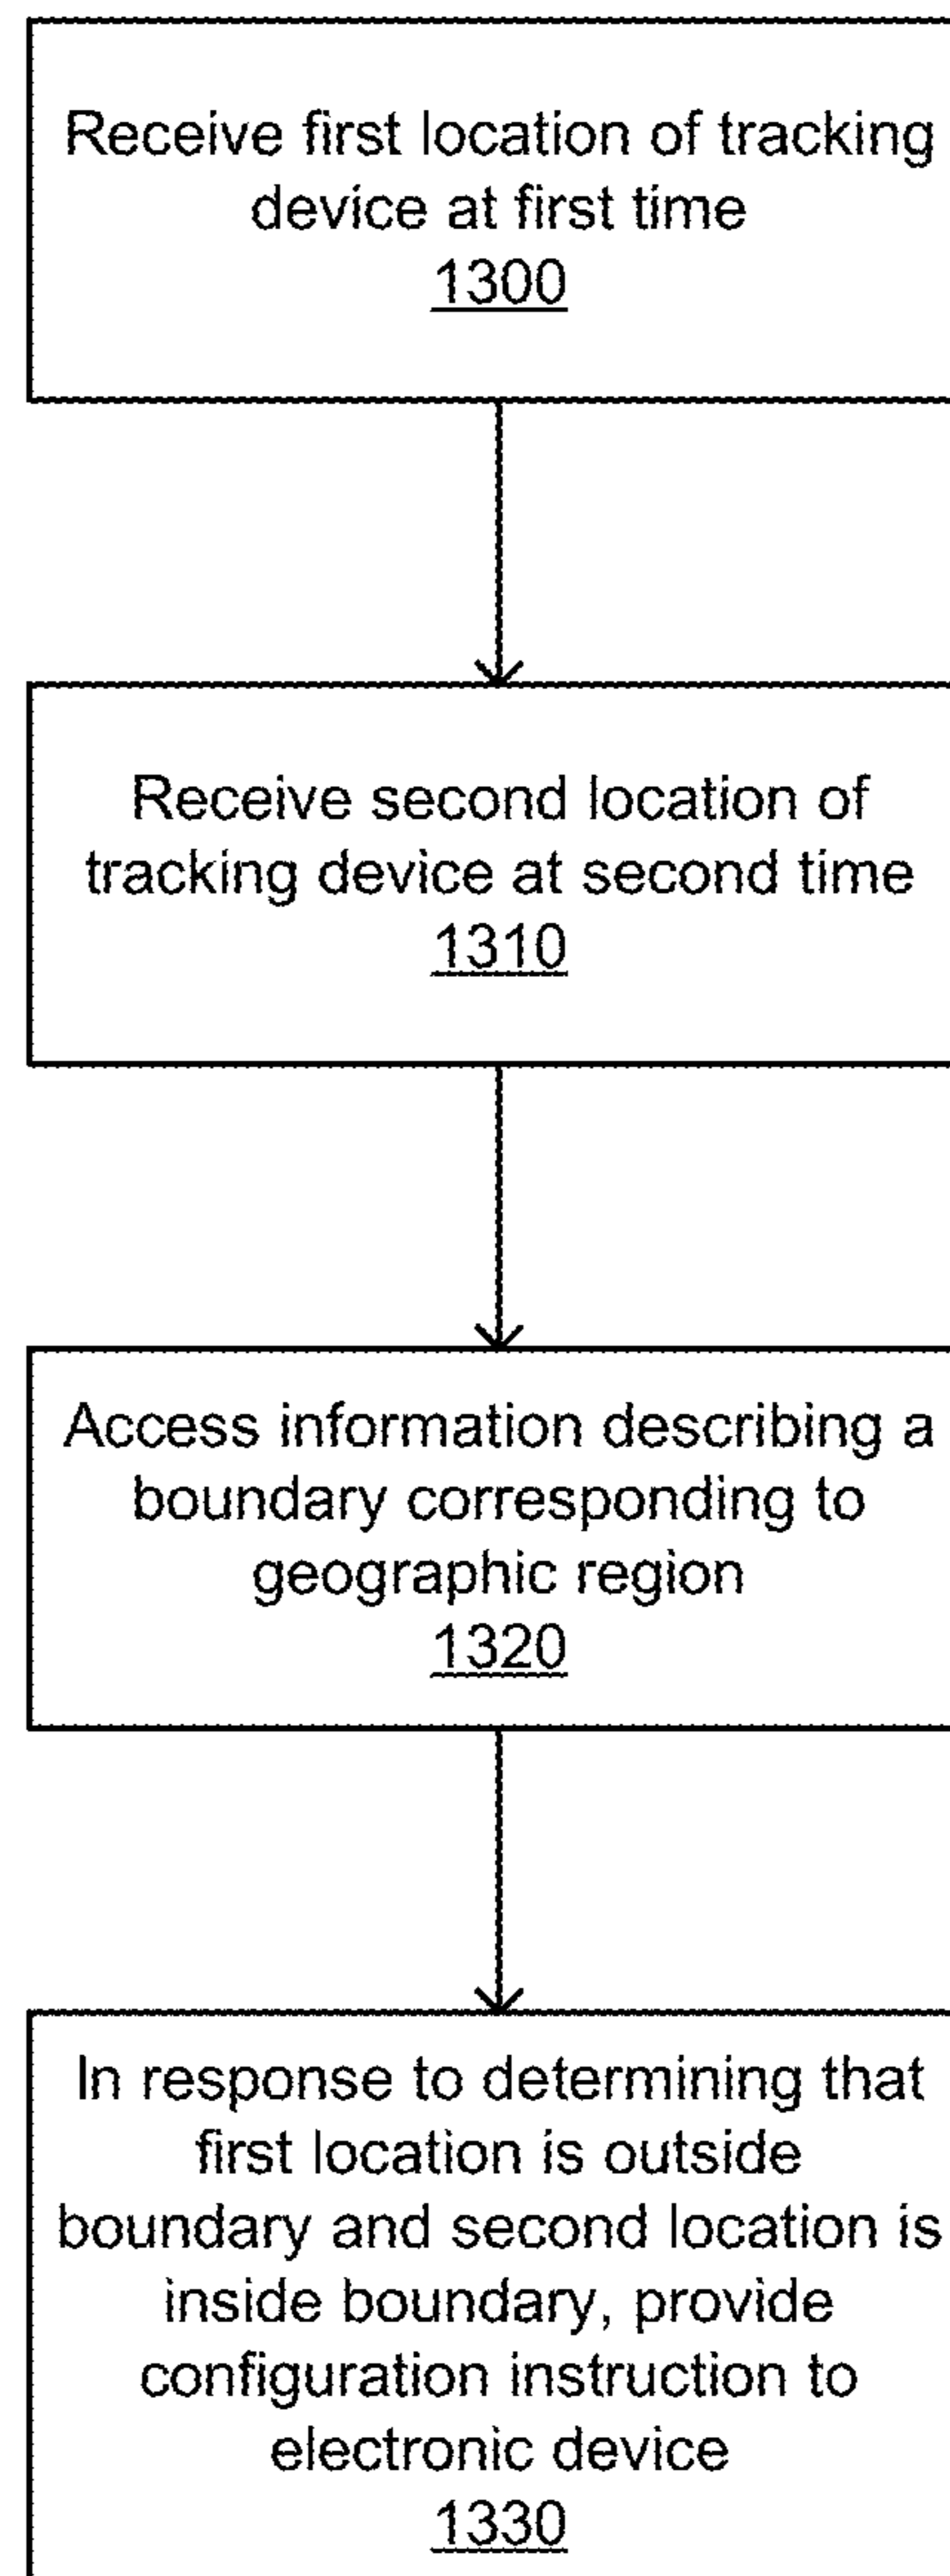 Receive first location of tracking
device at first time
1300
Receive second location of
tracking device at second time
1310
Access information describing a
boundary corresponding to
geographic region
1320
In response to determining that
first location is outside
boundary and second location is
inside boundary, provide
configuration instruction to
electronic device
1330